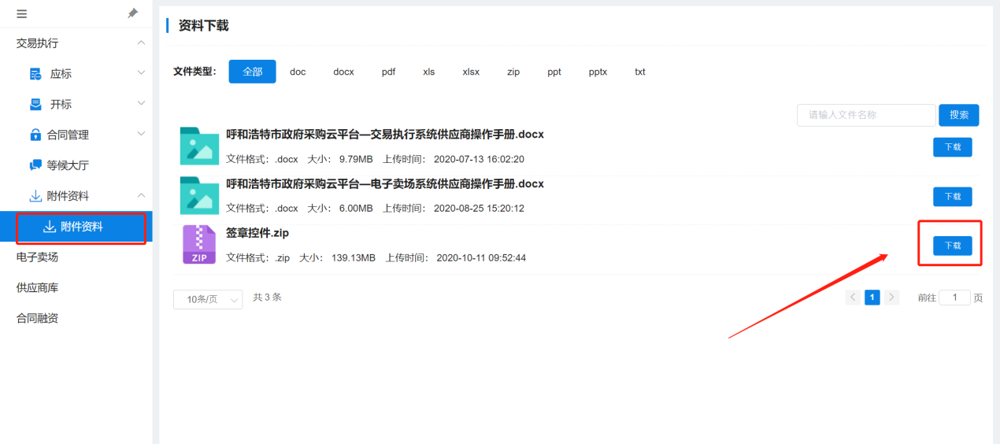 资料下载
交易执行
应标
开标
合同管理
等候大厅
附件资料
附件资料
电子卖场
供应商库
合同融资
文件类型： 全部 doc docx pdf xls xlsx zip ppt pptx txt
请输入文件名称 搜索
呼和浩特市政府采购云平台—交易执行系统供应商操作手册.docx
文件格式： .docx 大小： 9.79MB 上传时间： 2020-07-13 16:02:20
下载
呼和浩特市政府采购云平台—电子卖场系统供应商操作手册.docx
文件格式： .docx 大小： 6.00MB 上传时间： 2020-08-25 15:20:12
下载
ZIP
签章控件.zip
文件格式： .zip 大小： 139.13MB 上传时间： 2020-10-11 09:52:44
下载
10条/页 共 3 条 1 前往 1 页